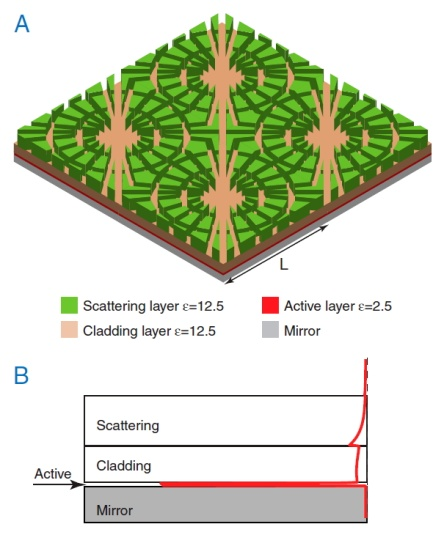 A
L
Scattering layer ε=12.5
Active layer ε=2.5
Cladding layer ε=12.5
Mirror
B
Scattering
Cladding
Active
Mirror